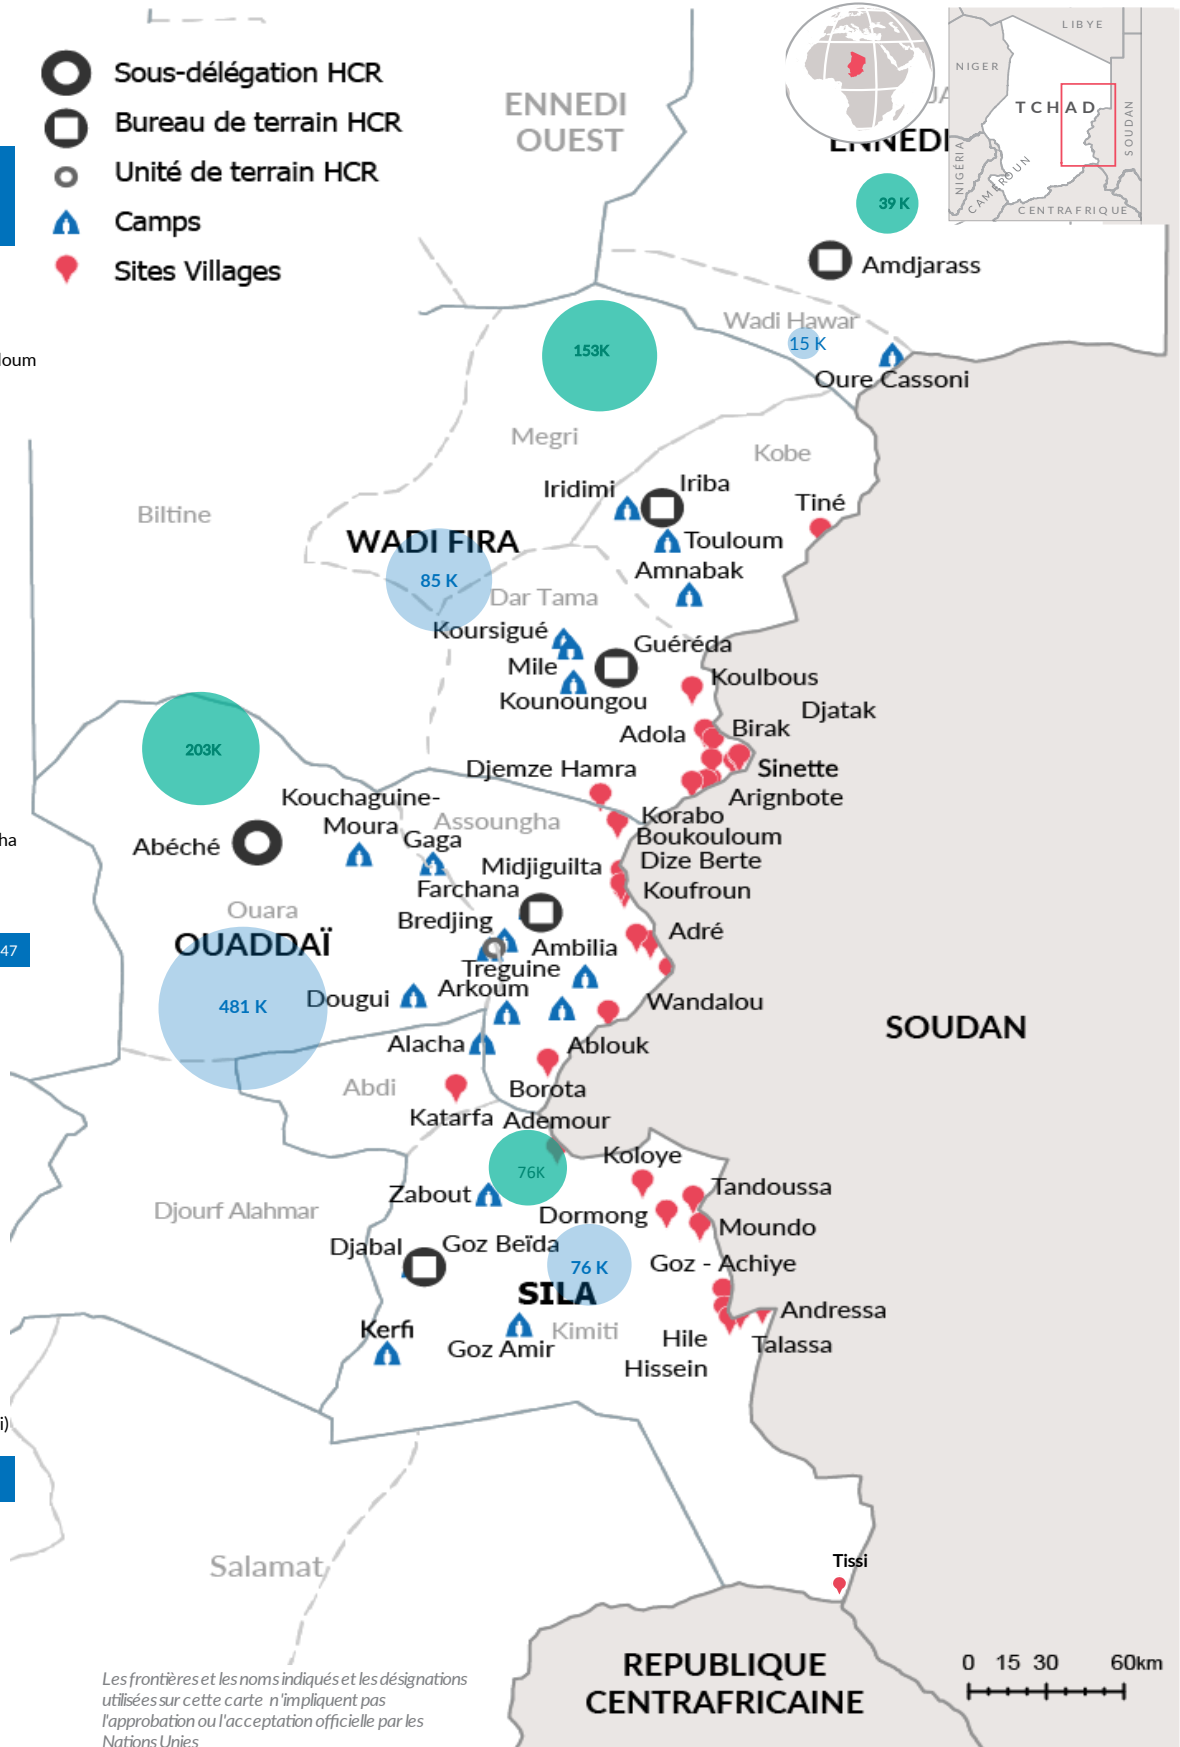 Sous-délégation HCR
Bureau de terrain HCR
Unité de terrain HCR
Camps
Sites Villages
ENNEDI
OUEST
ENNEDI
39 K
Amdjarass
LIBYE
NIGER
TCHAD
SOUDAN
NIGÉRIA
CAMEROUN
CENTRAFRIQUE
Wadi Hawar
15 K
Oure Cassoni
153K
loum
Megri
Kobe
Iridimi
Iriba
Tiné
Biltine
WADI FIRA
Touloum
Amnabak
85 K
Dar Tama
Koursigué
Guéréda
Mile
Koulbous
Kounoungou
Djatak
Adola
Birak
203K
Djemze Hamra
Sinette
Arignbote
Kouchaguine-
Moura
Assoungha
Korabo
Boukouloum
ha
Abéché
Gaga
Midjiguilta
Dize Berte
Farchana
Koufroun
Ouara
Bredjing
OUADDAÏ
Ambilia
Adré
47
Treguine
Arkoum
481 K
Dougui
Wandalou
SOUDAN
Alacha
Ablouk
Abdi
Borota
Katarfa
Ademour
Koloye
76K
Zabout
Tandoussa
Djourf Alahmar
Dormong
Moundo
Djabal
Goz Beïda
76 K
Goz - Achiye
SILA
Andressa
Kerfi
Kimiti
Goz Amir
Hile
Hissein
Talassa
i)
Salamat
Tissi
REPUBLIQUE
CENTRAFRICAINE
0 15 30 60km
Les frontières et les noms indiqués et les désignations
utilisées sur cette carte n'impliquent pas
l'approbation ou l'acceptation officielle par les
Nations Unies